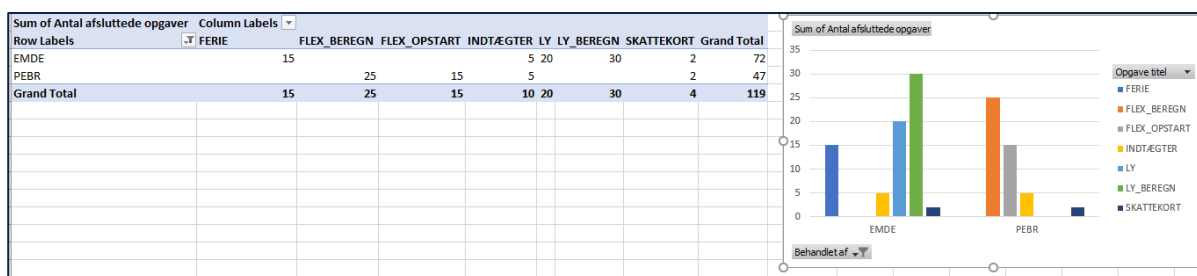 Sum of Antal afsluttede opgaver Column Labels
Row Labels FERIE FLEX_BEREGN FLEX_OPSTART INDTÆGTER LY LY_BEREGN SKATTEKORT Grand Total
EMDE 15 5 20 30 2 72
PEBR 25 15 5 2 47
Grand Total 15 25 15 10 20 30 4 119
Sum of Antal afsluttede opgaver
35
30
25
20
15
10
5
0
EMDE PEBR
Behandlet af
Opgave titel
FERIE
FLEX_BEREGN
FLEX_OPSTART
INDTÆGTER
LY
LY_BEREGN
SKATTEKORT